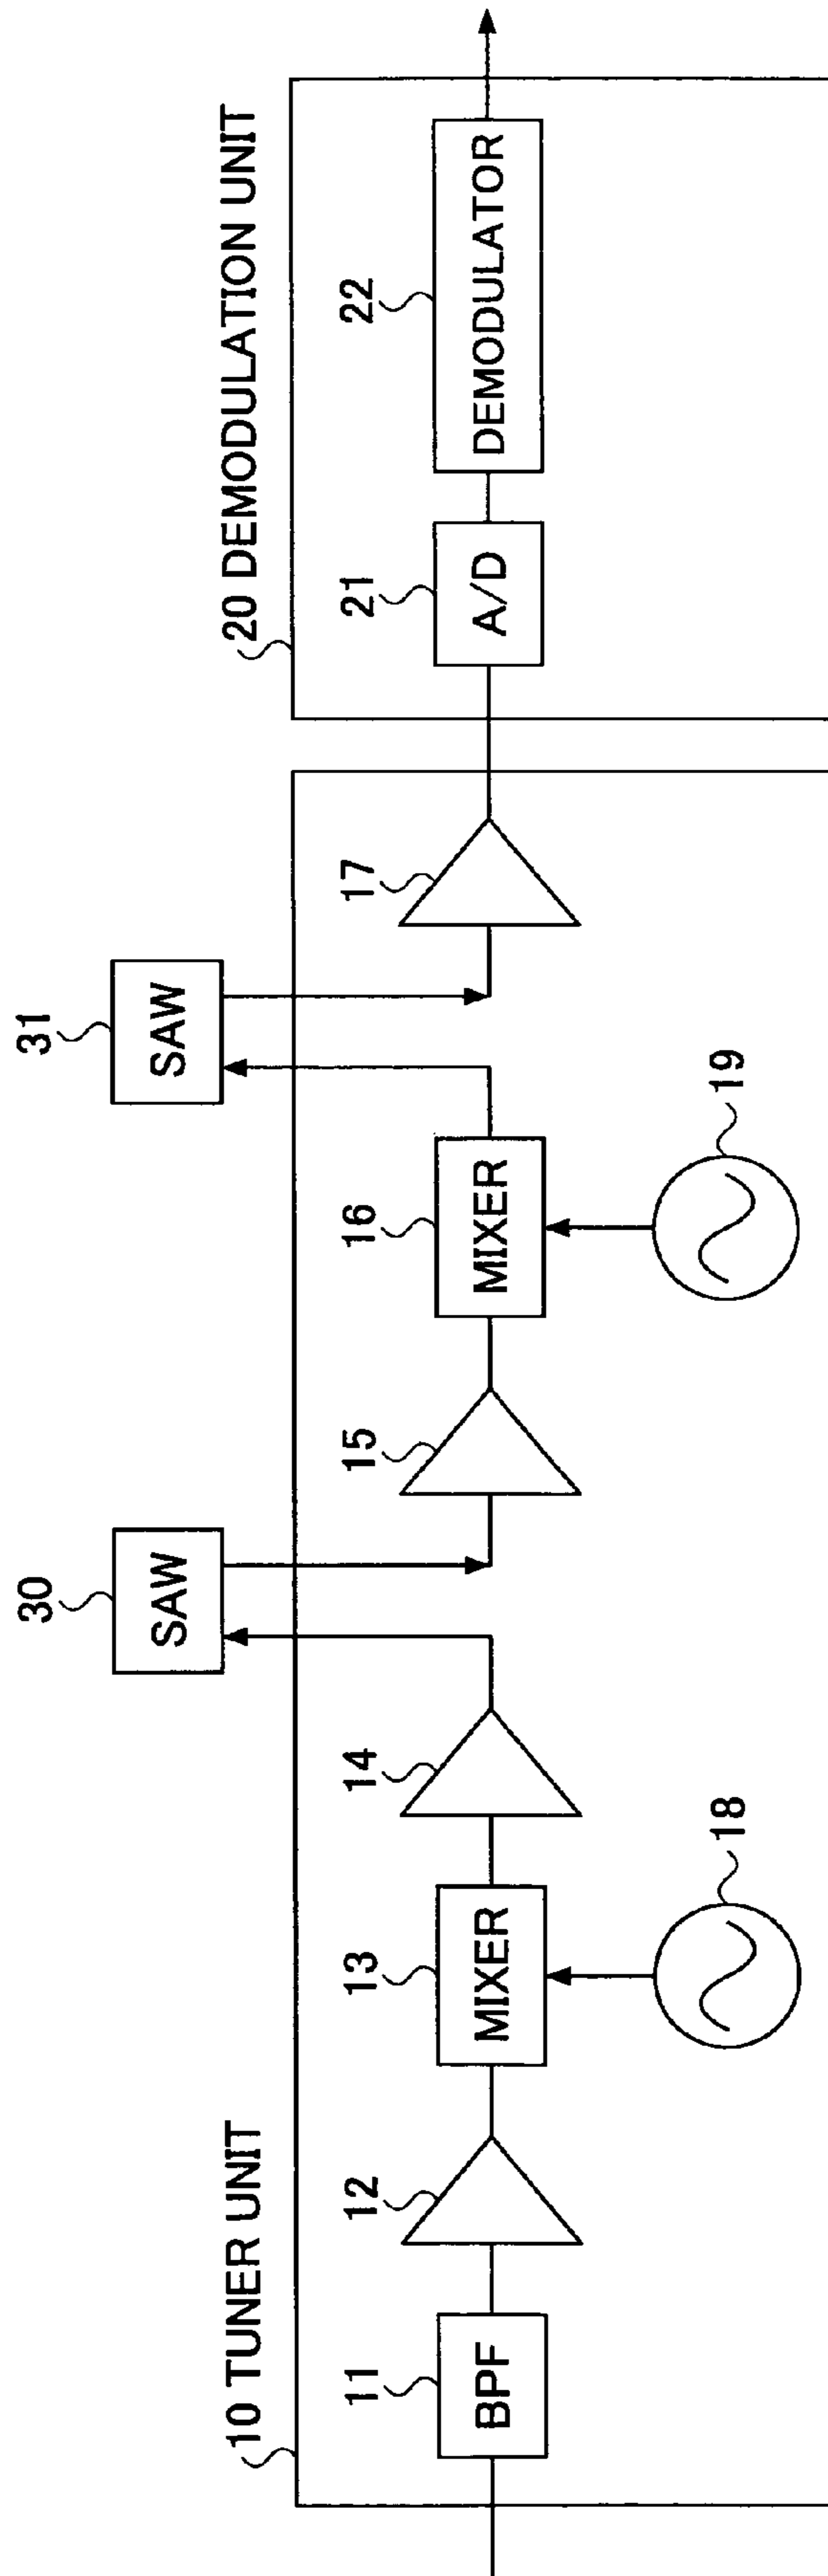 10 TUNER UNIT
20 DEMODULATION UNIT
30
SAW
31
SAW
11
BPF
12
13
MIXER
14
15
16
MIXER
17
21
A/D
22
DEMODULATOR
18
19